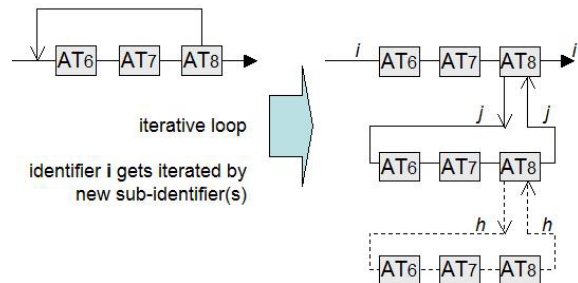 AT6 AT7 AT8
iterative loop
identifier i gets iterated by
new sub-identifier(s)
i AT6 AT7 AT8 i
j j
AT6 AT7 AT8
h h
AT6 AT7 AT8